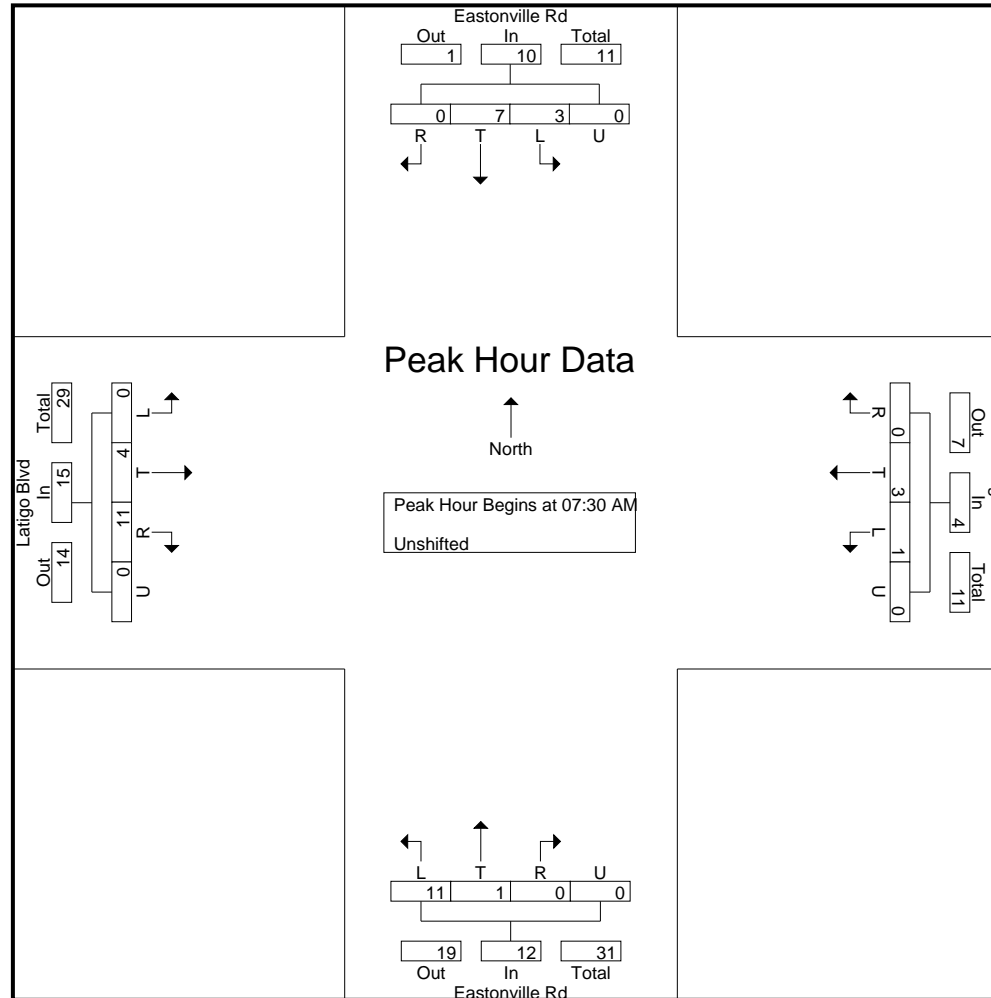 Eastonville Rd
Out In Total
1 10 11
0 7 3 0
R T L U
Peak Hour Data
North
Peak Hour Begins at 07:30 AM
Unshifted
Latigo Blvd
Total In Out
29 15 14
0 4 11 0
L T R U
Out In Total
7 4 11
0 3 1 0
R T L U
L T R U
11 1 0 0
19 12 31
Out In Total
Eastonville Rd